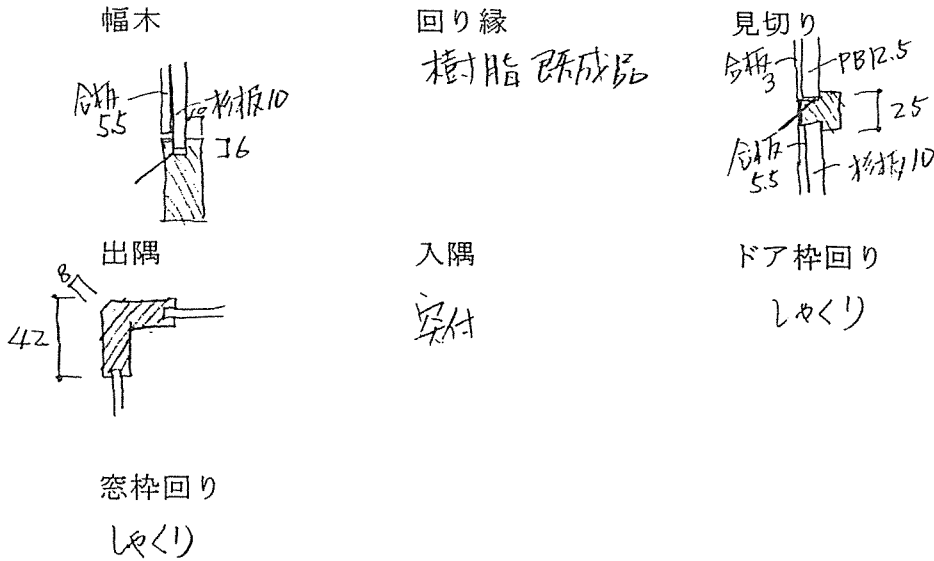 幅木
合板
5.5
杉板10
6
回り縁
樹脂 既成品
見切り
合板
3
PB12.5
25
合板
5.5
杉板10
出隅
8
42
入隅
突付
ドア枠回り
しゃくり
窓枠回り
しゃくり